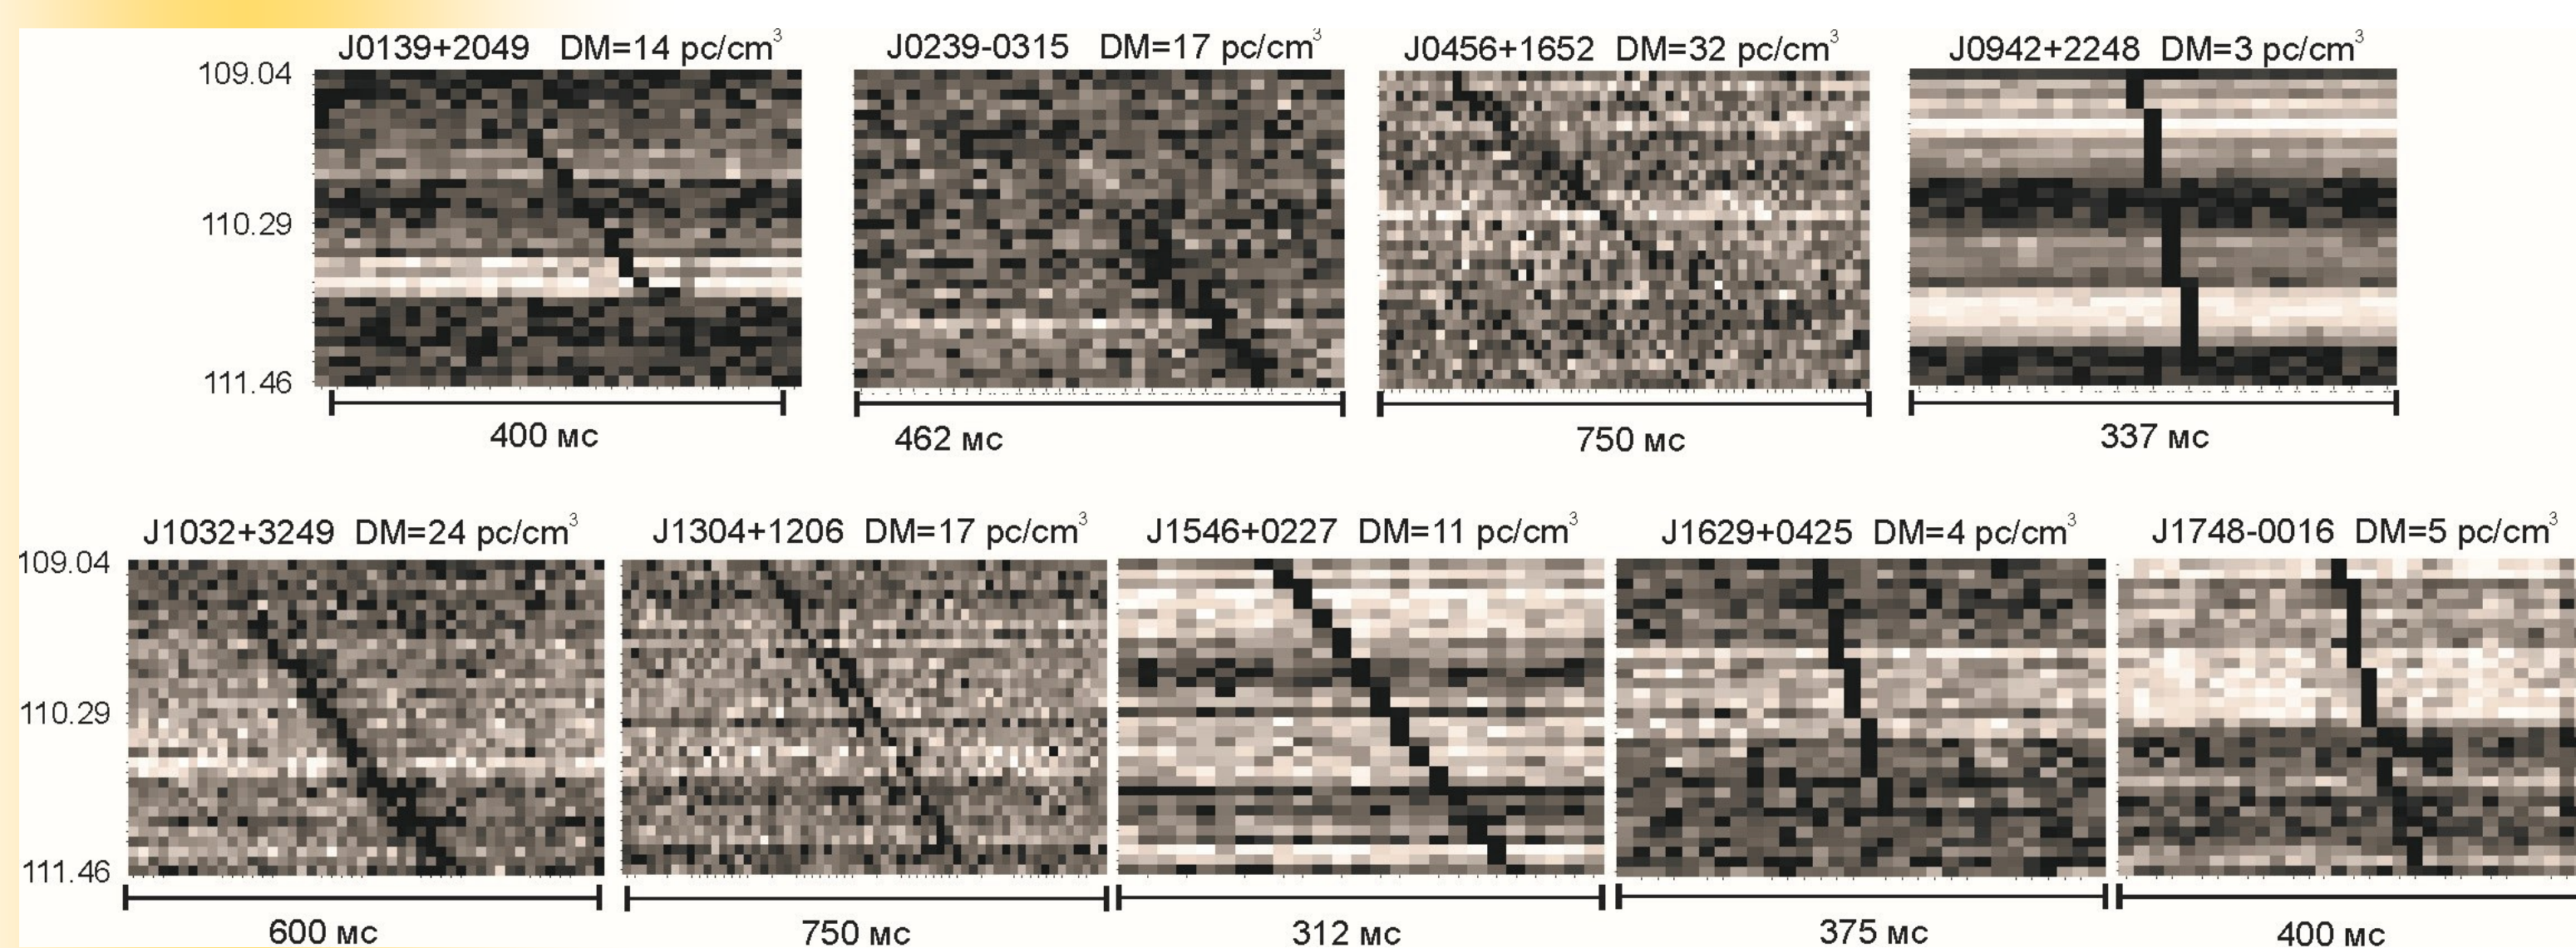 J0139+2049 DM=14 pc/cm³
J0239-0315 DM=17 pc/cm³
J0456+1652 DM=32 pc/cm³
J0942+2248 DM=3 pc/cm³
109.04
110.29
111.46
400 мс
462 мс
750 мс
337 мс
J1032+3249 DM=24 pc/cm³
J1304+1206 DM=17 pc/cm³
J1546+0227 DM=11 pc/cm³
J1629+0425 DM=4 pc/cm³
J1748-0016 DM=5 pc/cm³
109.04
110.29
111.46
600 мс
750 мс
312 мс
375 мс
400 мс